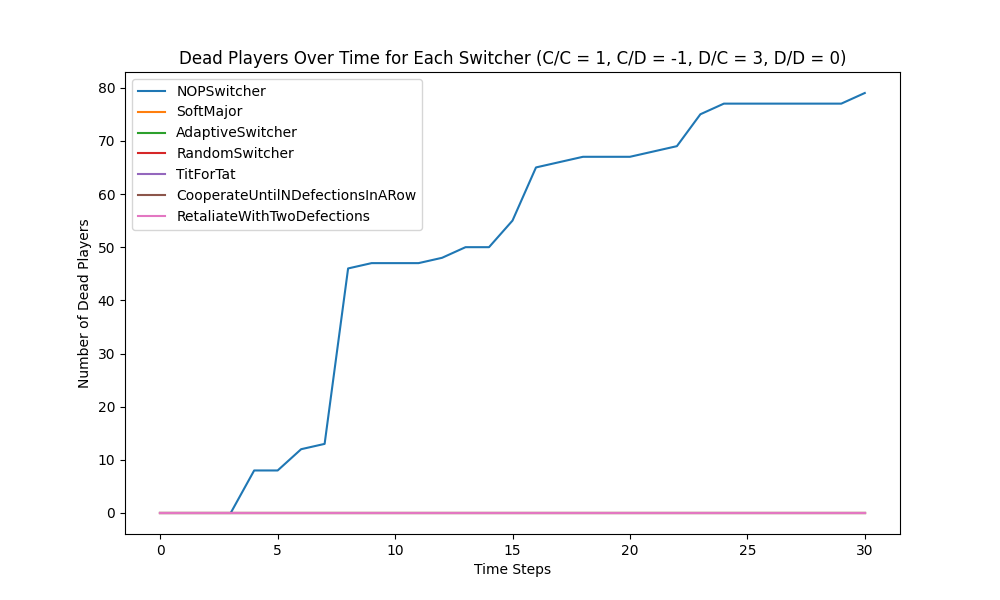 Dead Players Over Time for Each Switcher (C/C = 1, C/D = -1, D/C = 3, D/D = 0)
NOPSwitcher
SoftMajor
AdaptiveSwitcher
RandomSwitcher
TitForTat
CooperateUntilNDefectionsInARow
RetaliateWithTwoDefections
Number of Dead Players
80
70
60
50
40
30
20
10
0
0 5 10 15 20 25 30
Time Steps